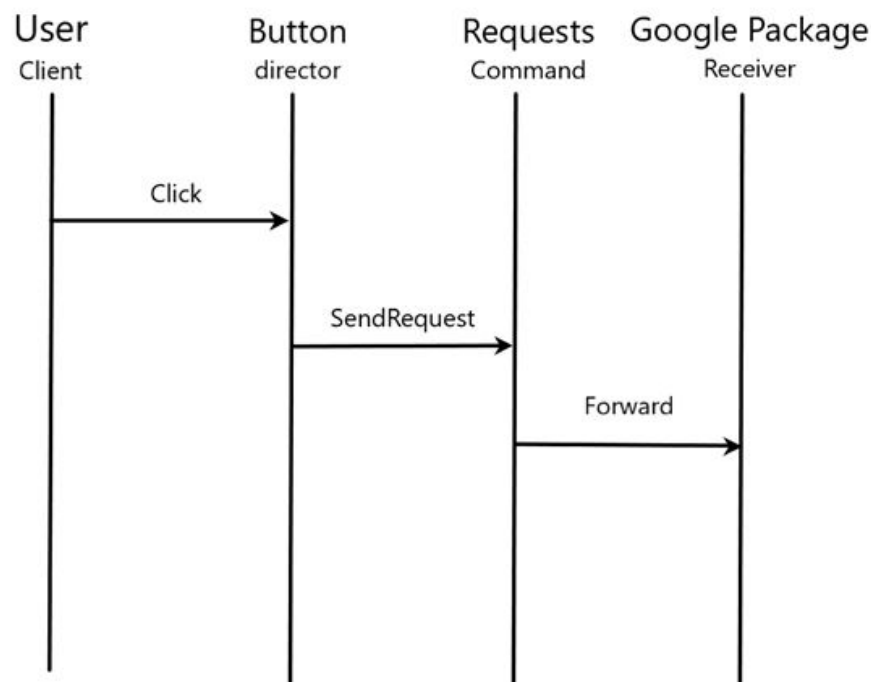 User Button Requests Google Package
Client director Command Receiver
Click
SendRequest
Forward